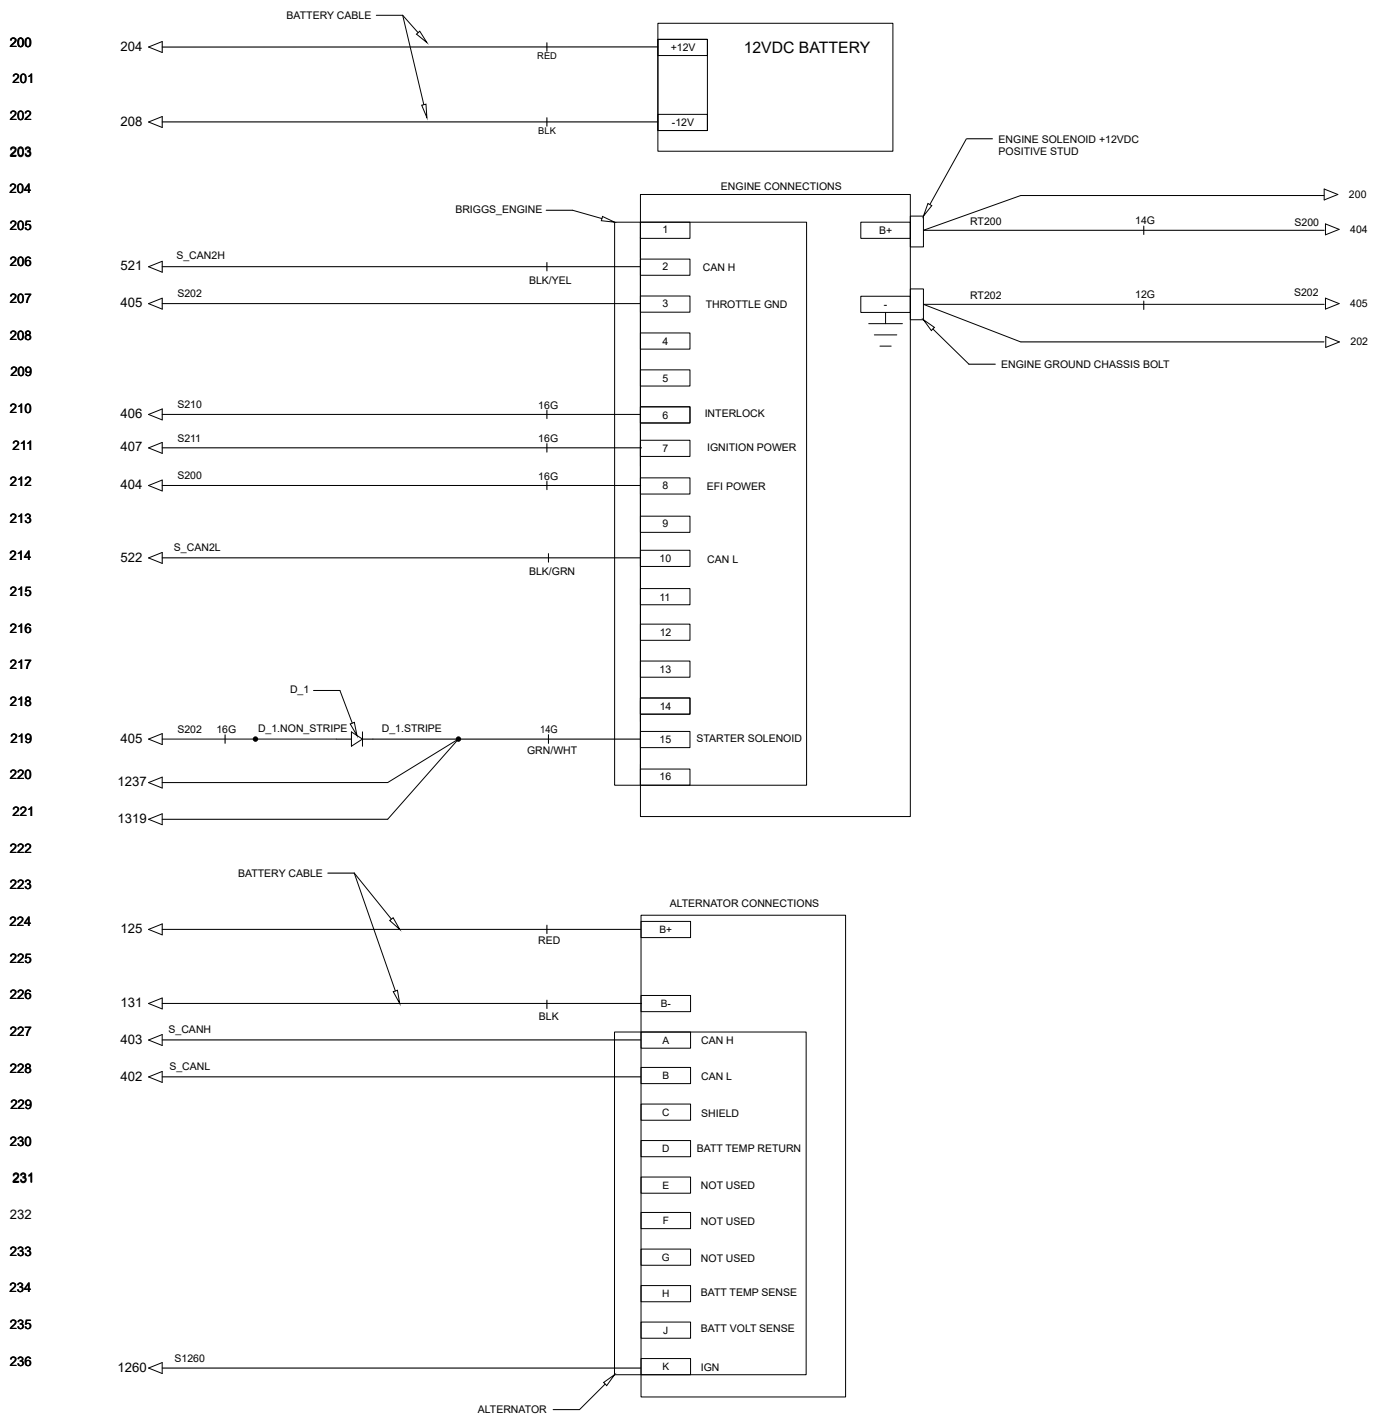 BATTERY CABLE
200
204
RED
+12V
12VDC BATTERY
201
202
208
BLK
-12V
203
ENGINE SOLENOID +12VDC
POSITIVE STUD
204
ENGINE CONNECTIONS
200
BRIGGS_ENGINE
205
1
B+
RT200
14G
S200
404
206
521
S_CAN2H
BLK/YEL
2
CAN H
207
405
S202
3
THROTTLE GND
-
RT202
12G
S202
405
208
4
202
209
5
ENGINE GROUND CHASSIS BOLT
210
406
S210
16G
6
INTERLOCK
211
407
S211
16G
7
IGNITION POWER
212
404
S200
16G
8
EFI POWER
213
9
214
522
S_CAN2L
BLK/GRN
10
CAN L
215
11
216
12
217
13
218
D_1
14
219
405
S202
16G
D_1.NON_STRIPE
D_1.STRIPE
14G
GRN/WHT
15
STARTER SOLENOID
220
1237
16
221
1319
222
223
BATTERY CABLE
ALTERNATOR CONNECTIONS
224
125
RED
B+
225
226
131
BLK
B-
227
403
S_CANH
A
CAN H
228
402
S_CANL
B
CAN L
229
C
SHIELD
230
D
BATT TEMP RETURN
231
E
NOT USED
232
F
NOT USED
233
G
NOT USED
234
H
BATT TEMP SENSE
235
J
BATT VOLT SENSE
236
1260
S1260
K
IGN
ALTERNATOR